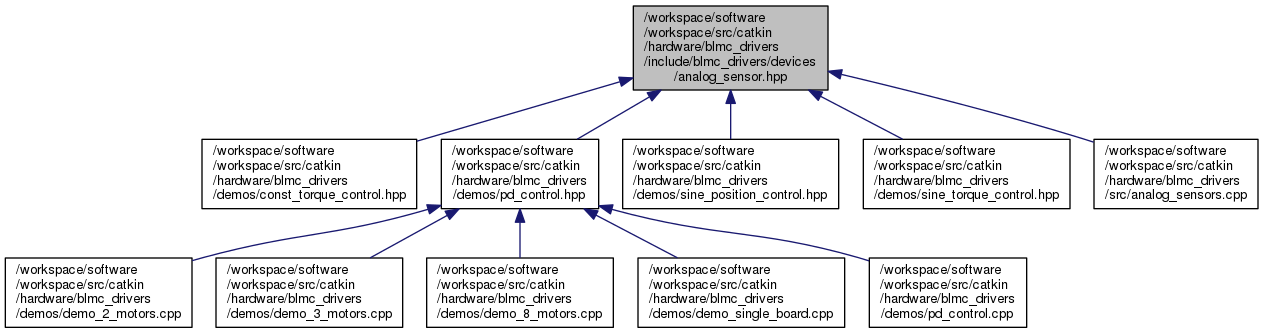 /workspace/software
/workspace/src/catkin
/hardware/blmc_drivers
/include/blmc_drivers/devices
/analog_sensor.hpp
/workspace/software
/workspace/src/catkin
/hardware/blmc_drivers
/demos/const_torque_control.hpp
/workspace/software
/workspace/src/catkin
/hardware/blmc_drivers
/demos/pd_control.hpp
/workspace/software
/workspace/src/catkin
/hardware/blmc_drivers
/demos/sine_position_control.hpp
/workspace/software
/workspace/src/catkin
/hardware/blmc_drivers
/demos/sine_torque_control.hpp
/workspace/software
/workspace/src/catkin
/hardware/blmc_drivers
/src/analog_sensors.cpp
/workspace/software
/workspace/src/catkin
/hardware/blmc_drivers
/demos/demo_2_motors.cpp
/workspace/software
/workspace/src/catkin
/hardware/blmc_drivers
/demos/demo_3_motors.cpp
/workspace/software
/workspace/src/catkin
/hardware/blmc_drivers
/demos/demo_8_motors.cpp
/workspace/software
/workspace/src/catkin
/hardware/blmc_drivers
/demos/demo_single_board.cpp
/workspace/software
/workspace/src/catkin
/hardware/blmc_drivers
/demos/pd_control.cpp